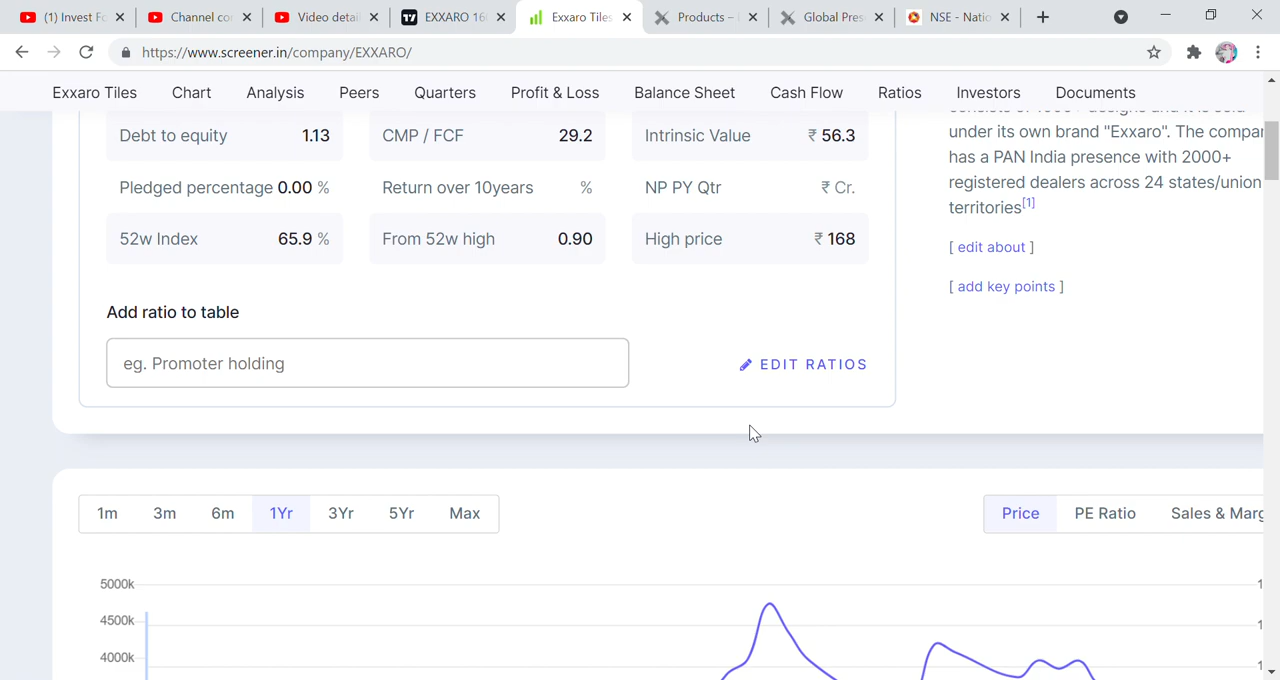 (1) Invest Fo
Channel co
Video detai
EXXARO 16
Exxaro Tiles
Products –
Global Pres
NSE - Natio
https://www.screener.in/company/EXXARO/
Exxaro Tiles Chart Analysis Peers Quarters Profit & Loss Balance Sheet Cash Flow Ratios Investors Documents
Debt to equity 1.13 CMP / FCF 29.2 Intrinsic Value ₹ 56.3
Pledged percentage 0.00 % Return over 10years % NP PY Qtr ₹ Cr.
52w Index 65.9 % From 52w high 0.90 High price ₹ 168
under its own brand "Exxaro". The compan
has a PAN India presence with 2000+
registered dealers across 24 states/union
territories[1]
[ edit about ]
[ add key points ]
Add ratio to table
eg. Promoter holding
EDIT RATIOS
1m 3m 6m 1Yr 3Yr 5Yr Max
Price PE Ratio Sales & Marg
5000k
4500k
4000k